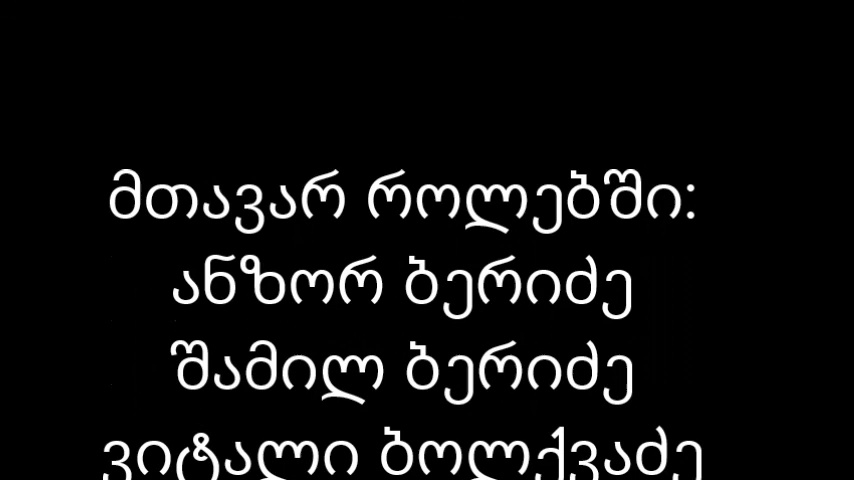 მთავარ როლებში:
ანზორ ბერიძე
შამილ ბერიძე
ვიტალი ბოლქვაძე